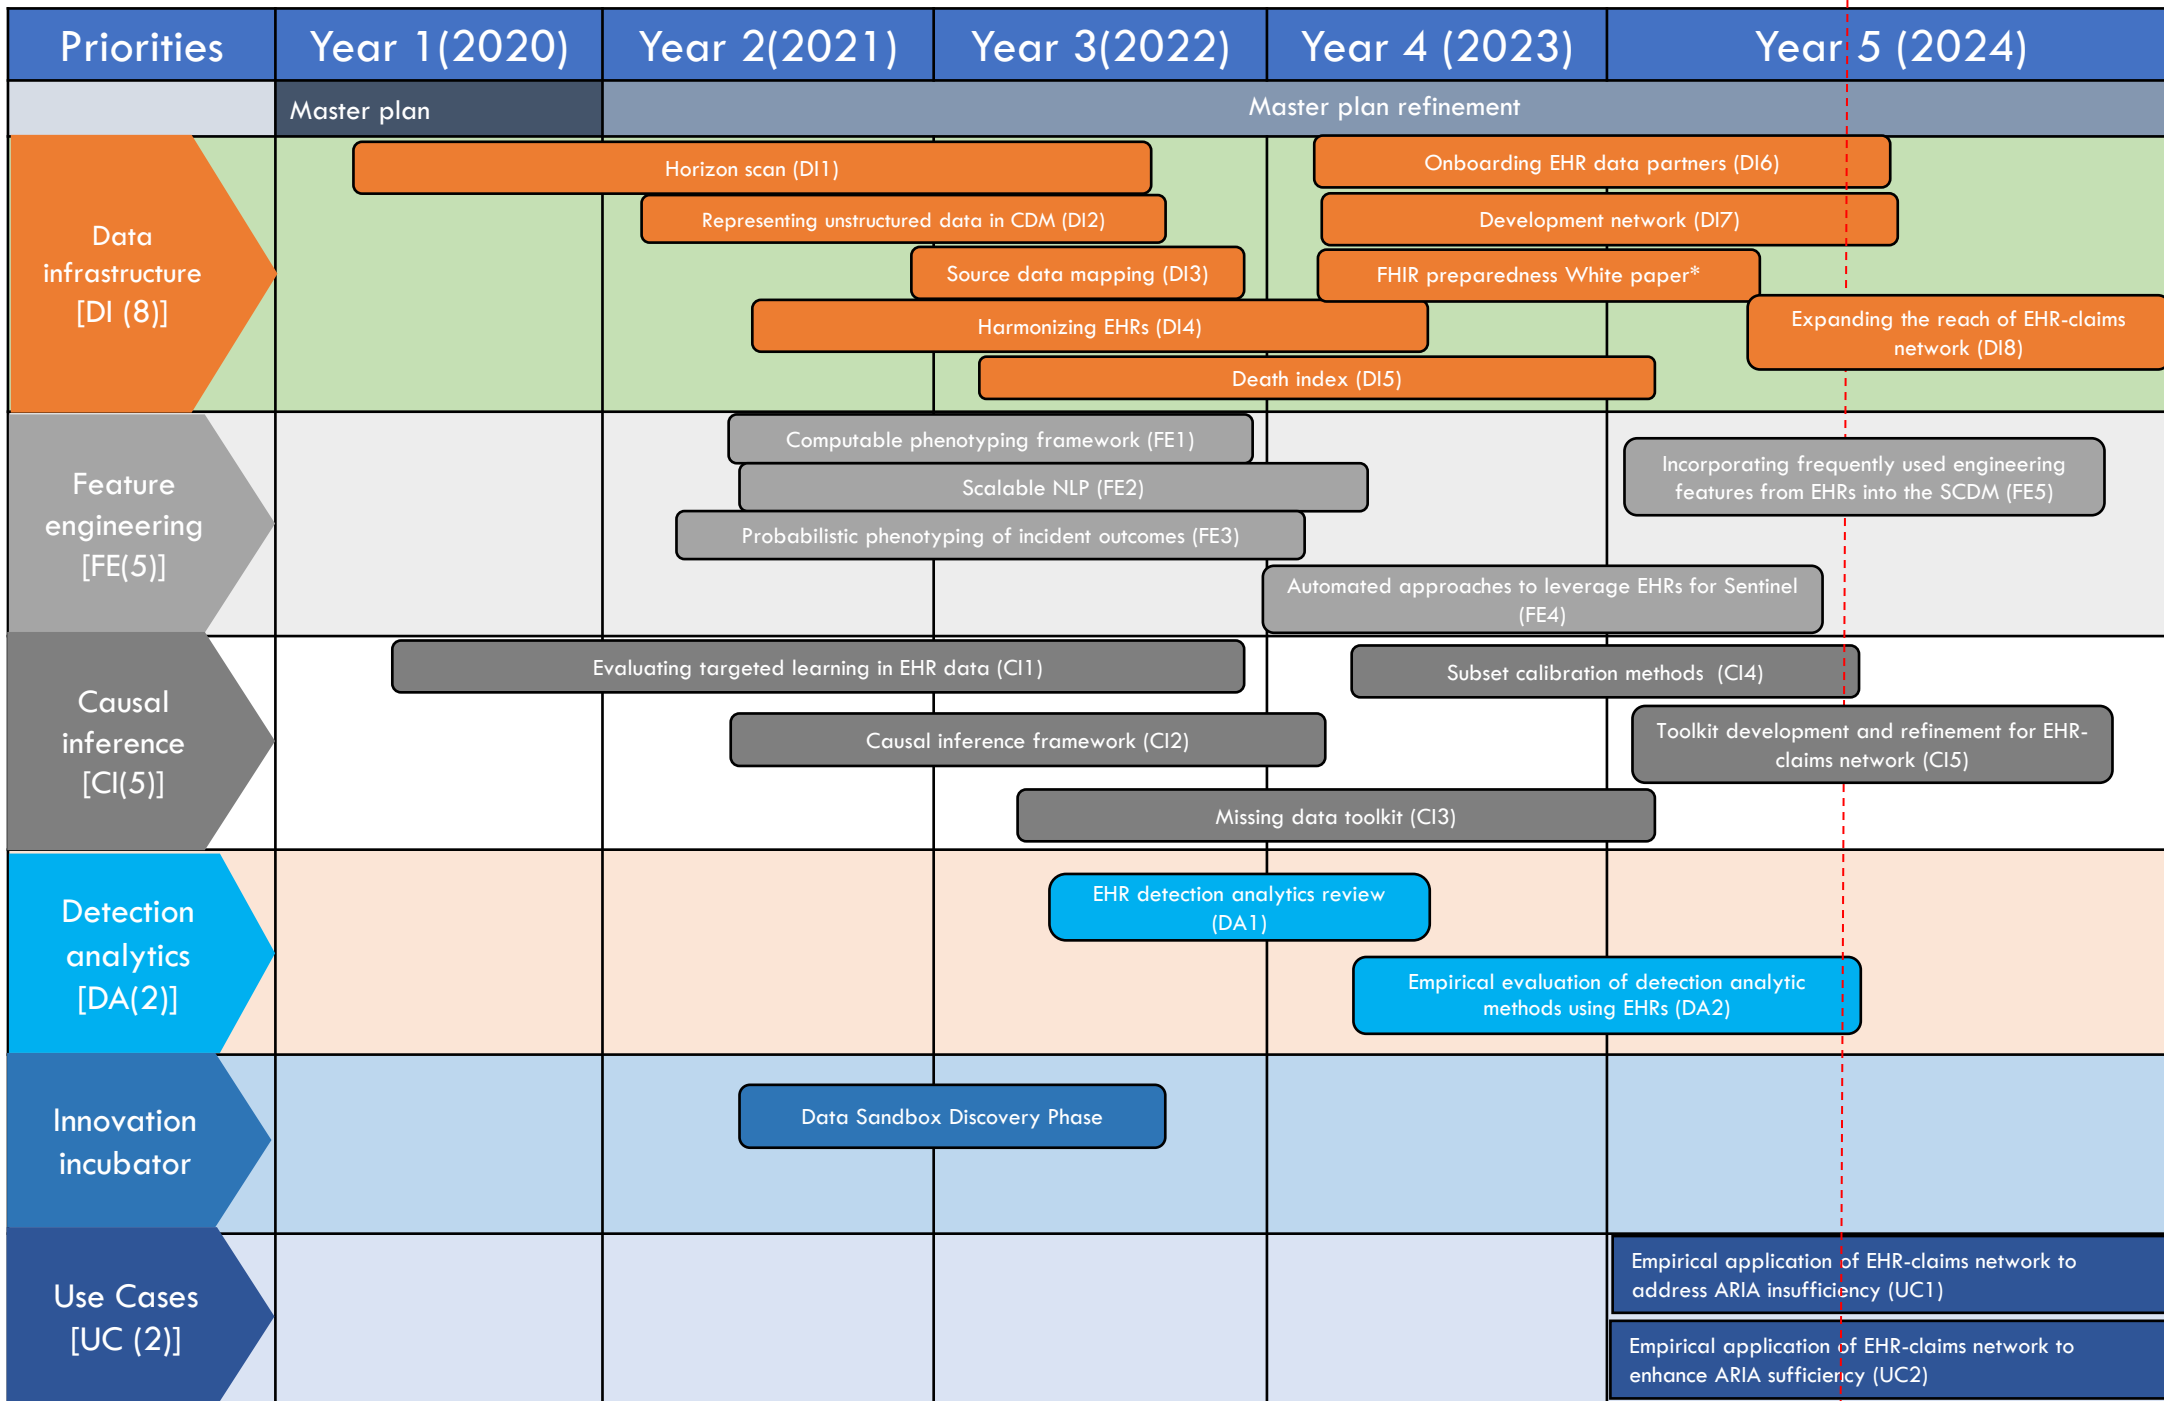 Priorities
Year 1(2020)
Year 2(2021)
Year 3(2022)
Year 4 (2023)
Year 5 (2024)
Master plan
Master plan refinement
Data
infrastructure
[DI (8)]
Horizon scan (DI1)
Onboarding EHR data partners (DI6)
Representing unstructured data in CDM (DI2)
Development network (DI7)
Source data mapping (DI3)
FHIR preparedness White paper*
Harmonizing EHRs (DI4)
Expanding the reach of EHR-claims
network (DI8)
Death index (DI5)
Feature
engineering
[FE(5)]
Computable phenotyping framework (FE1)
Scalable NLP (FE2)
Incorporating frequently used engineering
features from EHRs into the SCDM (FE5)
Probabilistic phenotyping of incident outcomes (FE3)
Automated approaches to leverage EHRs for Sentinel
(FE4)
Causal
inference
[CI(5)]
Evaluating targeted learning in EHR data (CI1)
Subset calibration methods  (CI4)
Causal inference framework (CI2)
Toolkit development and refinement for EHR-
claims network (CI5)
Missing data toolkit (CI3)
Detection
analytics
[DA(2)]
EHR detection analytics review
(DA1)
Empirical evaluation of detection analytic
methods using EHRs (DA2)
Innovation
incubator
Data Sandbox Discovery Phase
Use Cases
[UC (2)]
Empirical application of EHR-claims network to
address ARIA insufficiency (UC1)
Empirical application of EHR-claims network to
enhance ARIA sufficiency (UC2)